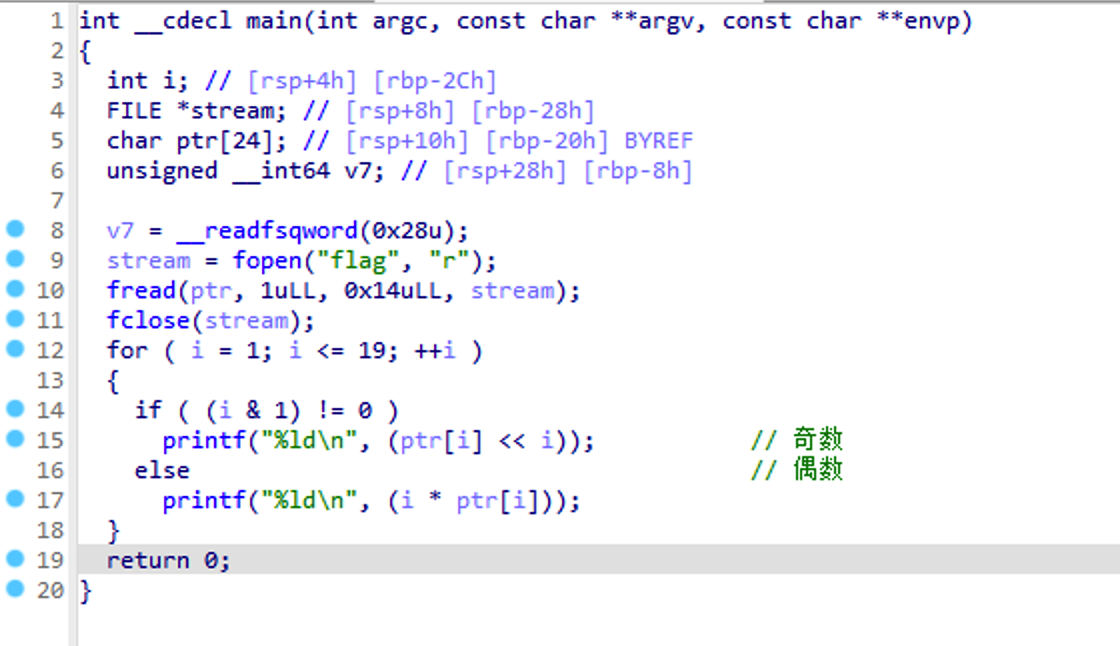 1 int __cdecl main(int argc, const char **argv, const char **envp)
2 {
3 int i; // [rsp+4h] [rbp-2Ch]
4 FILE *stream; // [rsp+8h] [rbp-28h]
5 char ptr[24]; // [rsp+10h] [rbp-20h] BYREF
6 unsigned __int64 v7; // [rsp+28h] [rbp-8h]
7
8 v7 = __readfsqword(0x28u);
9 stream = fopen("flag", "r");
10 fread(ptr, 1uLL, 0x14uLL, stream);
11 fclose(stream);
12 for ( i = 1; i <= 19; ++i )
13 {
14 if ( (i & 1) != 0 )
15 printf("%ld\n", (ptr[i] << i)); // 奇数
16 else // 偶数
17 printf("%ld\n", (i * ptr[i]));
18 }
19 return 0;
20 }